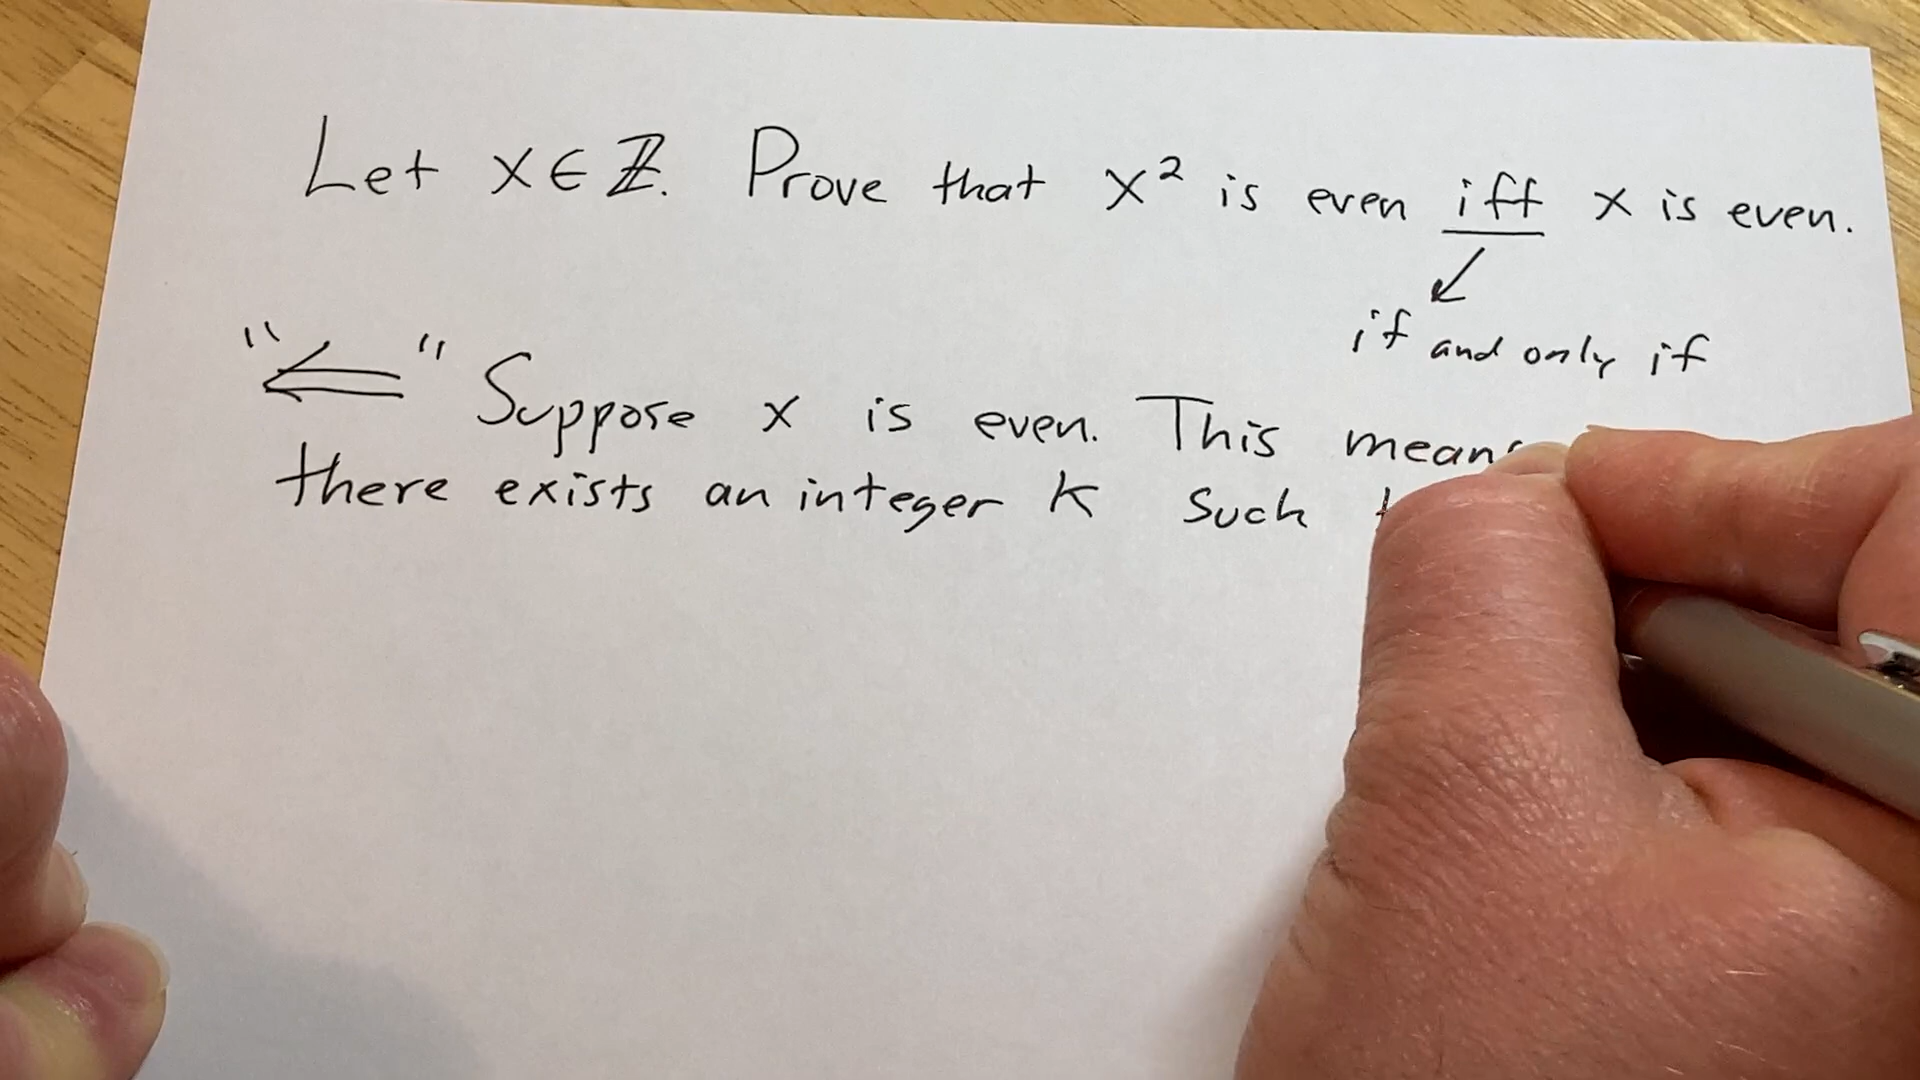 Let x ∈ ℤ. Prove that x² is even iff x is even.
↙
if and only if
"⇐" Suppose x is even. This means
there exists an integer K such